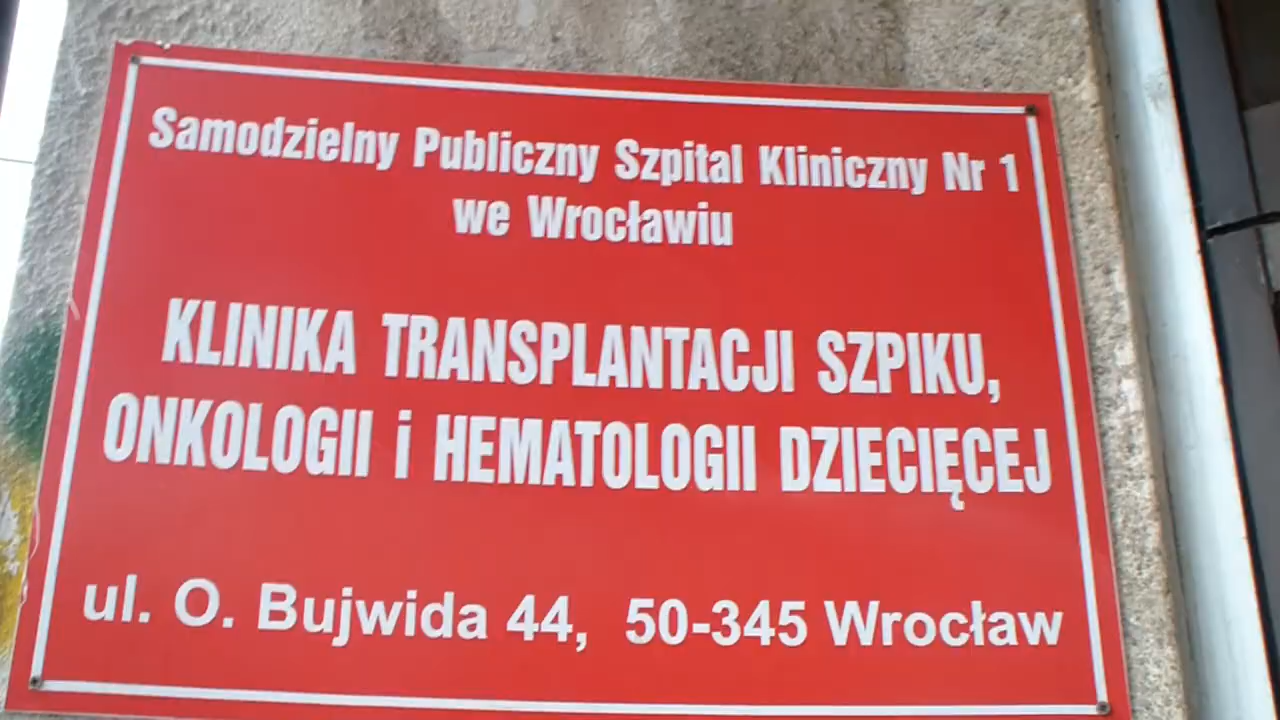 Samodzielny Publiczny Szpital Kliniczny Nr 1
we Wrocławiu
KLINIKA TRANSPLANTACJI SZPIKU,
ONKOLOGII i HEMATOLOGII DZIECIĘCEJ
ul. O. Bujwida 44, 50-345 Wrocław